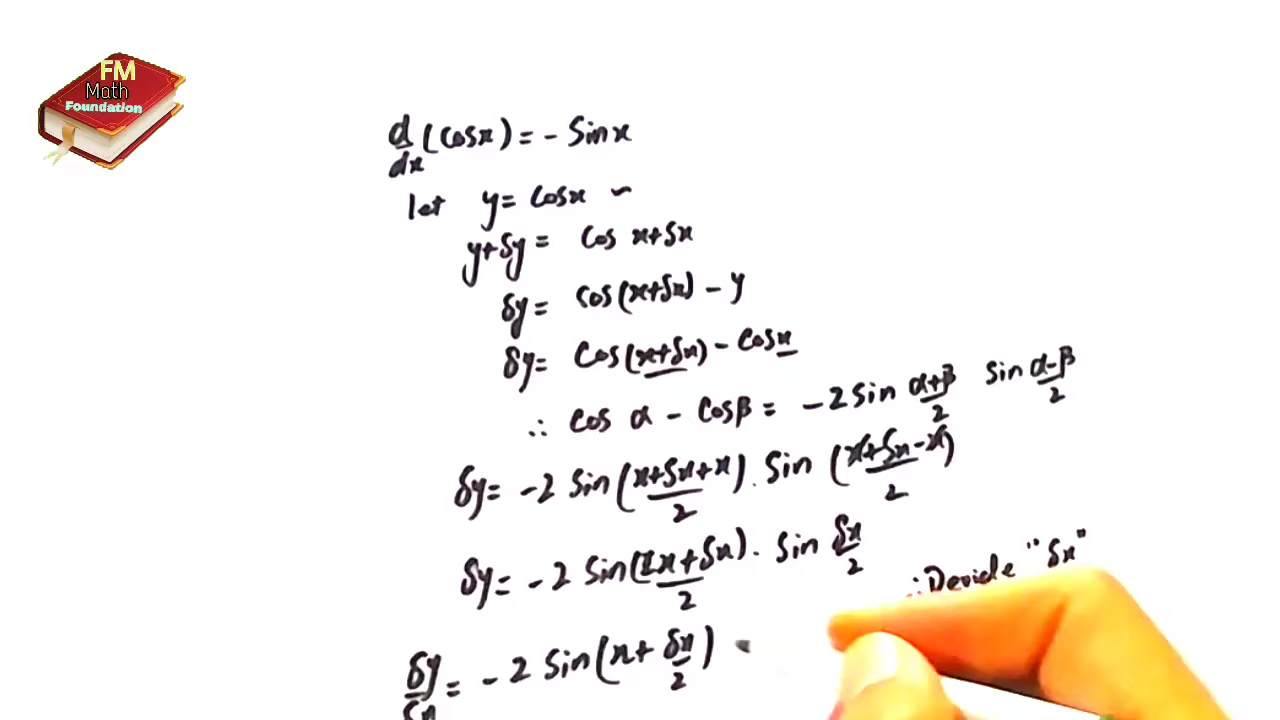 FM
Math
Foundation
d/dx (cosx) = - Sinx
let y = cosx
y+δy = cos x+δx
δy = cos(x+δx) - y
δy = cos(x+δx) - cosx
∴ cos α - cosβ = -2 sin α+β/2 sin α-β/2
δy = -2 sin(x+δx+x/2) . sin (x+δx-x/2)
δy = -2 sin(2x+δx/2) . sin δx/2
∴ Devide "δx"
δy/δx = -2 sin(x+ δx/2)